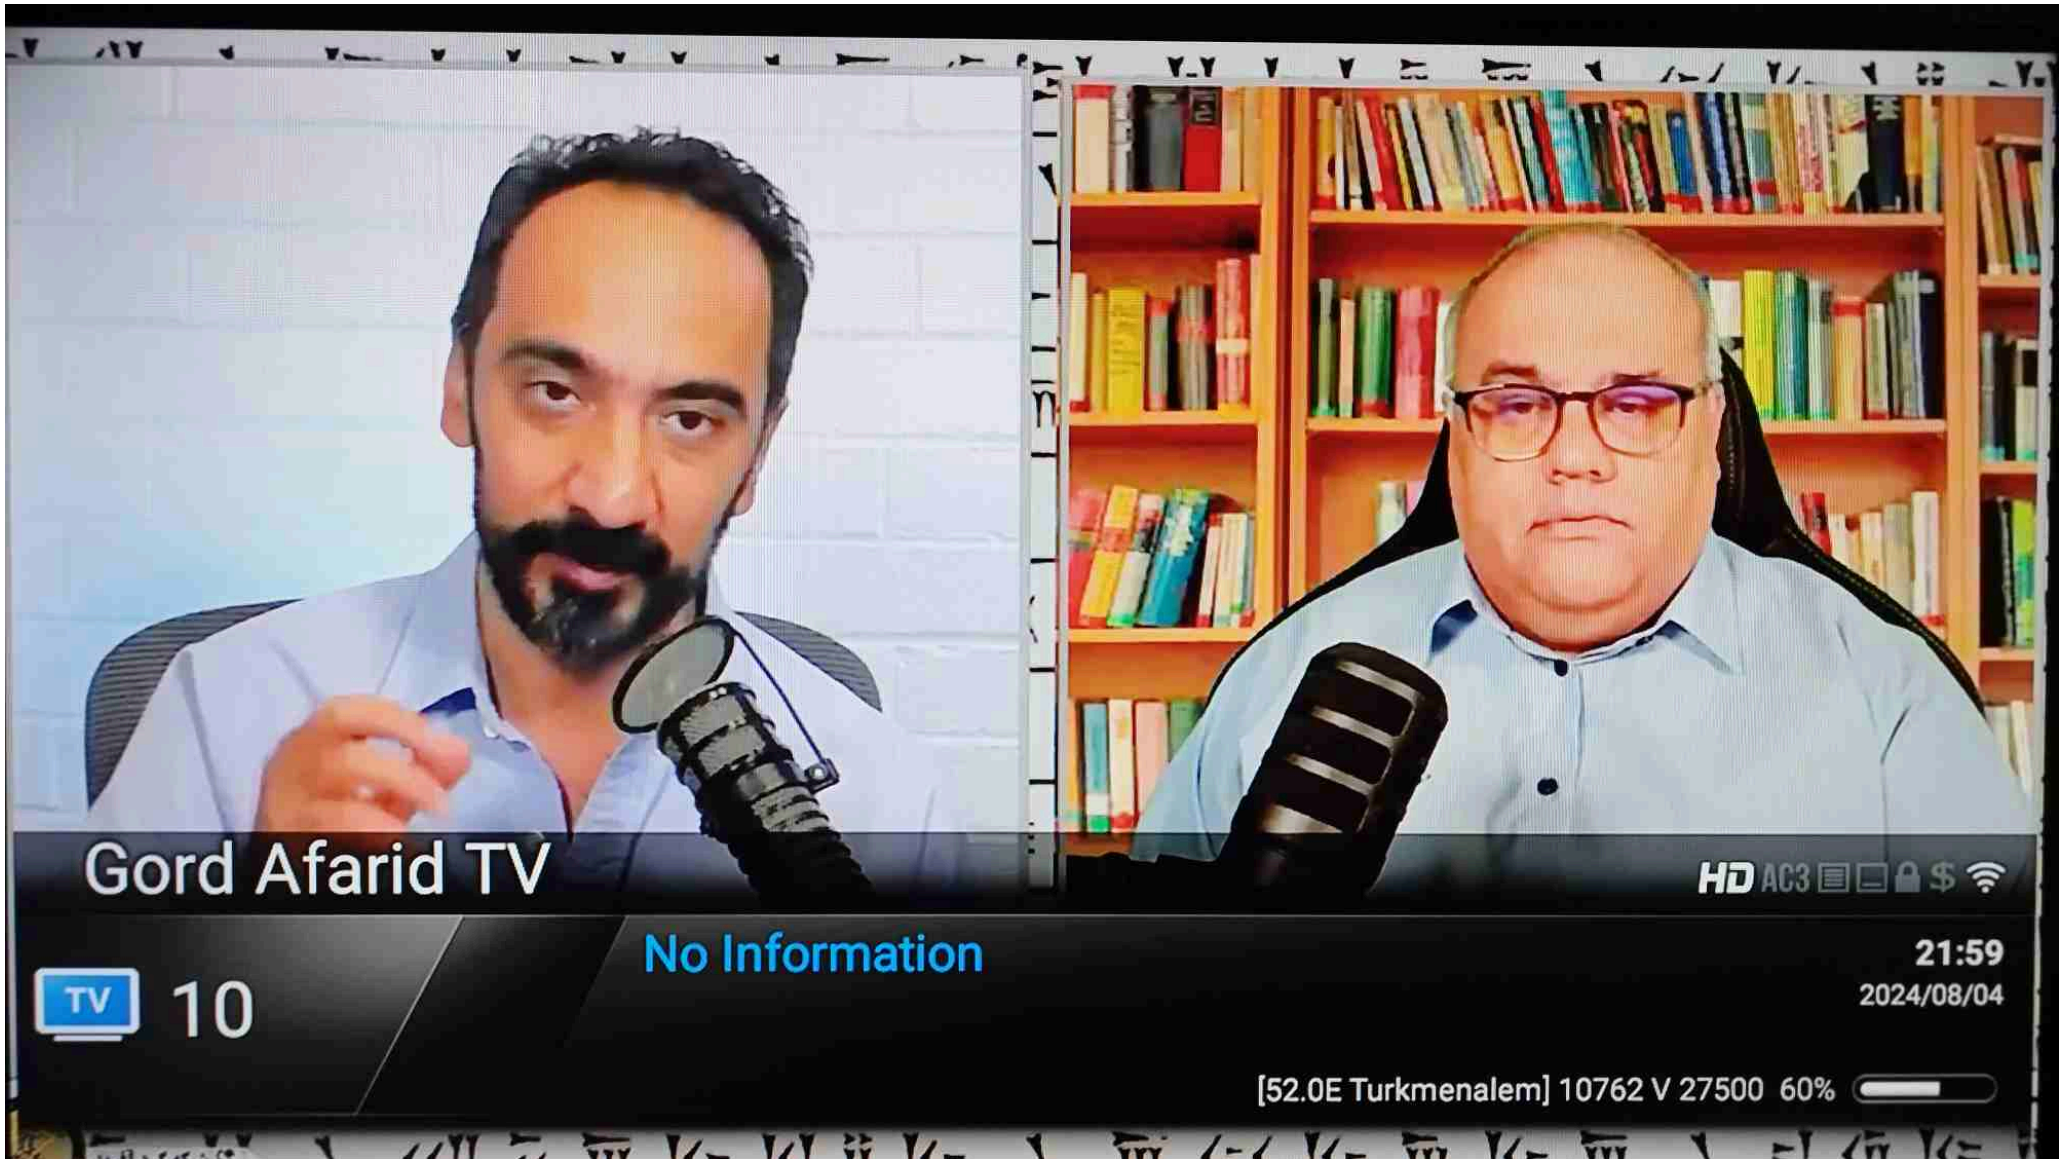 Gord Afarid TV
HD AC3 $
No Information
TV 10
21:59
2024/08/04
[52.0E Turkmenalem] 10762 V 27500 60%